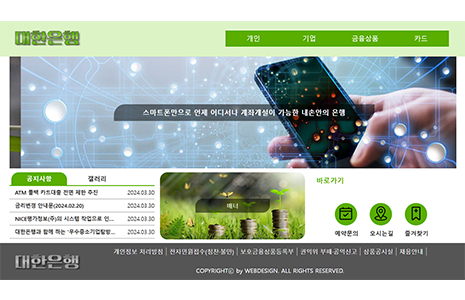 대한은행
개인 기업 금융상품 카드
스마트폰만으로 언제 어디서나 계좌개설이 가능한 내손안의 은행
공지사항 갤러리
ATM 출력 카드대출 전면 제한 추진 2024.03.30
금리변경 안내문(2024.02.20) 2024.03.30
NICE평가정보(주)의 시스템 작업으로 인... 2024.03.30
대한은행과 함께 하는 '우수중소기업탐방... 2024.03.30
배너
바로가기
예약문의 오시는길 즐겨찾기
대한은행
개인정보 처리방침 전자민원접수(칭찬·불만) 보호금융상품등록부 권익위 부패·공익신고 상품공시실 채용안내
COPYRIGHTⓒ by WEBDESIGN. ALL RIGHTS RESERVED.